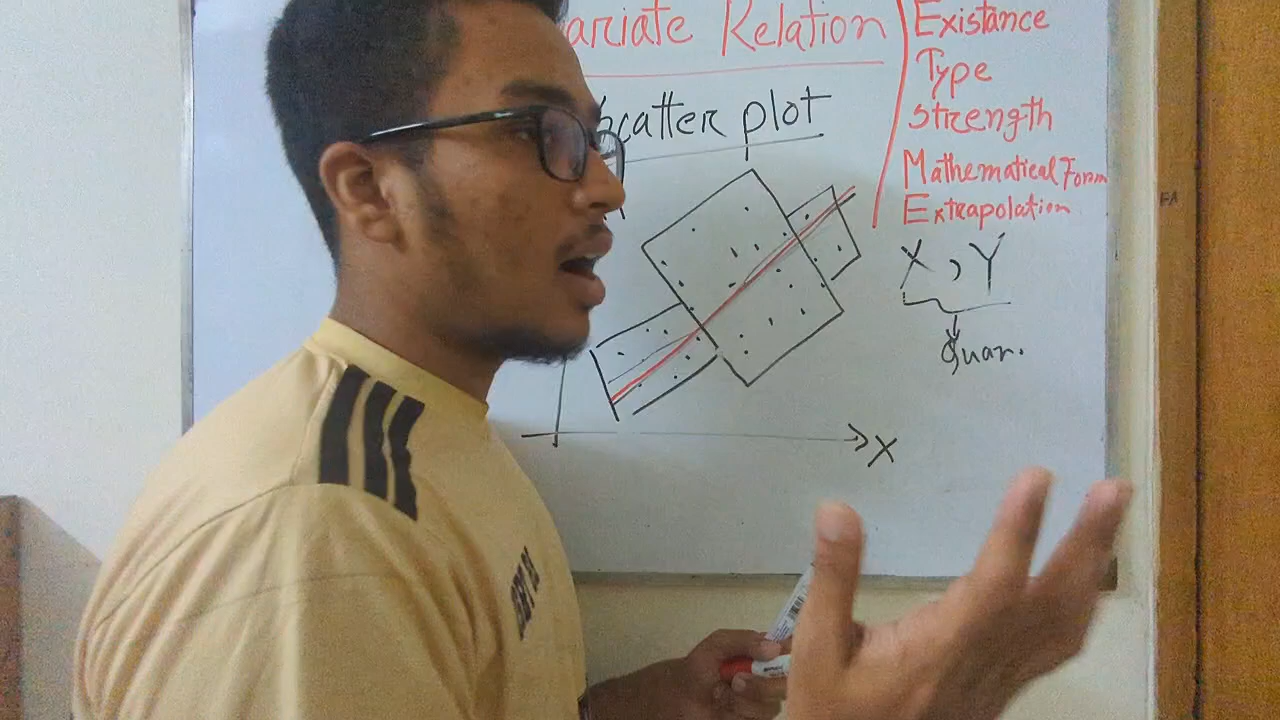 ariate Relation
Existance
Type
Strength
Mathematical Form
Extrapolation
Scatter plot
X , Y
Quan.
X